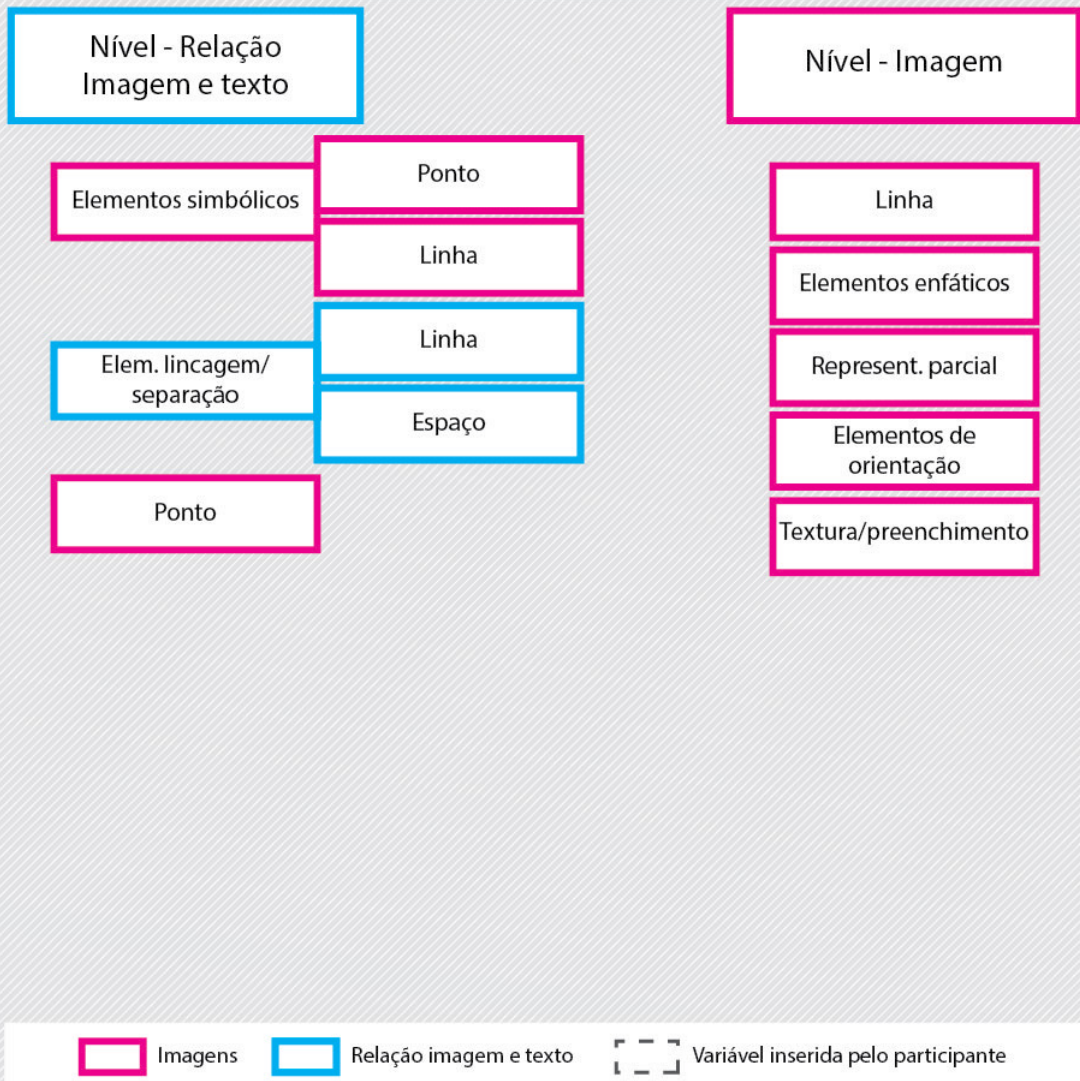 Nível - Relação
Imagem e texto
Elementos simbólicos
Ponto
Linha
Elem. lincagem/
separação
Linha
Espaço
Ponto
Nível - Imagem
Linha
Elementos enfáticos
Represent. parcial
Elementos de
orientação
Textura/preenchimento
Imagens
Relação imagem e texto
Variável inserida pelo participante